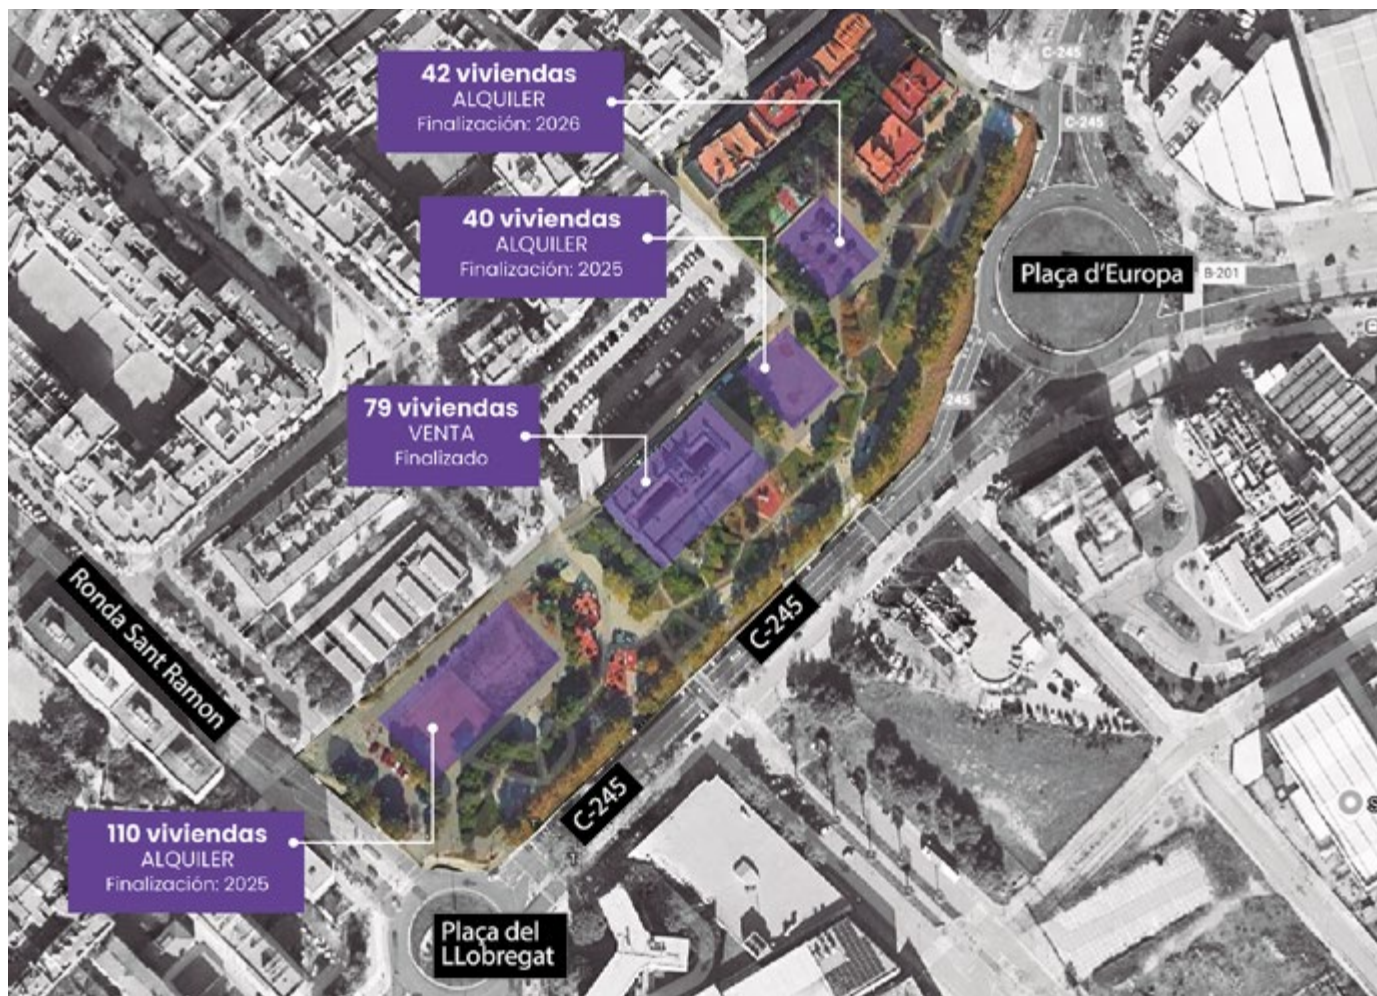 42 viviendas
ALQUILER
Finalización: 2026
C-245
C-245
40 viviendas
ALQUILER
Finalización: 2025
Plaça d'Europa
B-201
79 viviendas
VENTA
Finalizado
-245
Ronda Sant Ramon
C-245
C-245
110 viviendas
ALQUILER
Finalización: 2025
Plaça del
LLobregat
S